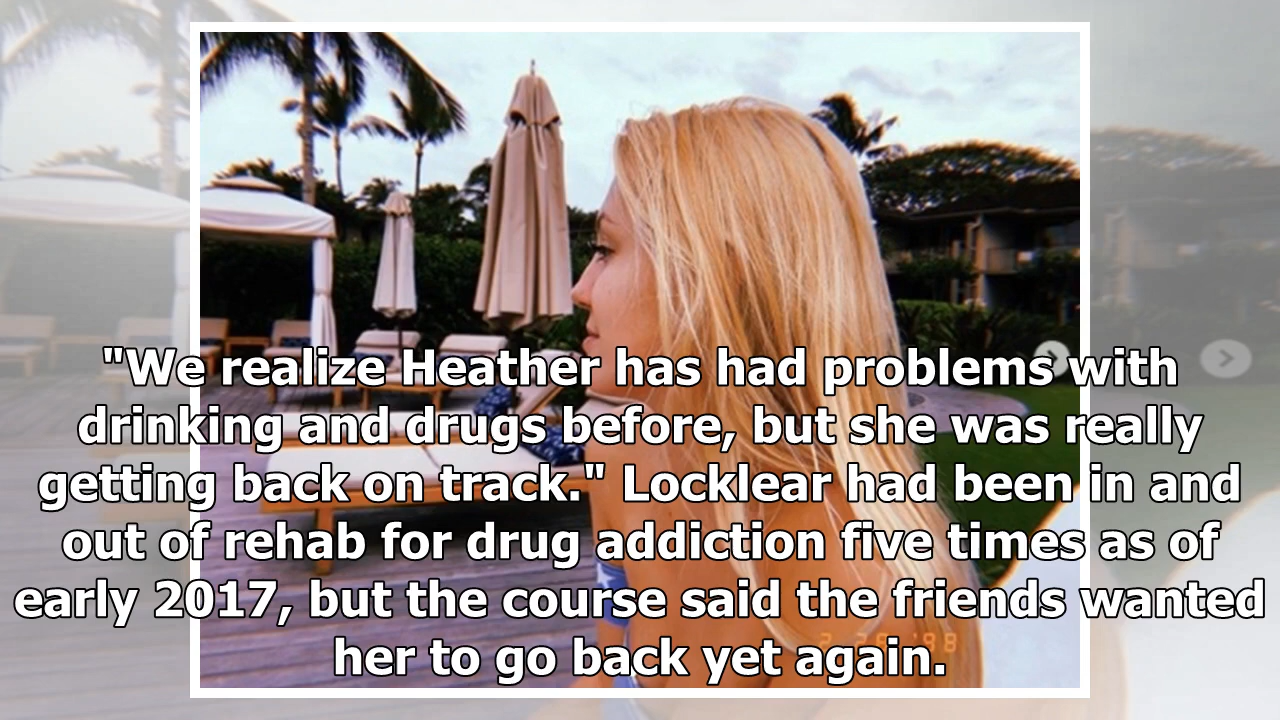 "We realize Heather has had problems with
drinking and drugs before, but she was really
getting back on track." Locklear had been in and
out of rehab for drug addiction five times as of
early 2017, but the course said the friends wanted
her to go back yet again.